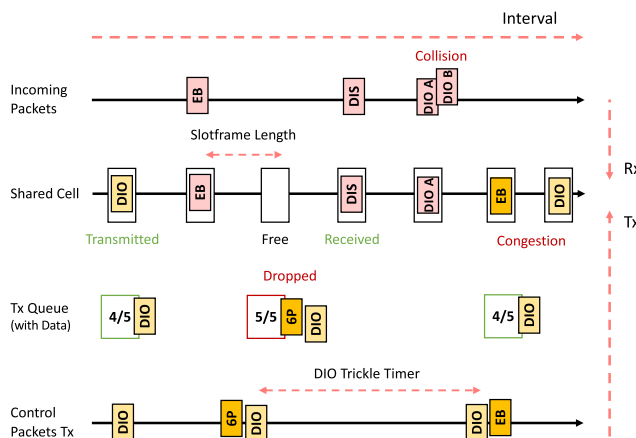 Interval
Collision
Incoming
Packets
EB
DIS
DIO A
DIO B
Slotframe Length
Rx
Shared Cell
DIO
EB
DIS
DIO A
EB
DIO
Tx
Transmitted
Free
Received
Congestion
Dropped
Tx Queue
(with Data)
4/5
DIO
5/5
6P
DIO
4/5
DIO
DIO Trickle Timer
Control
Packets Tx
DIO
6P
DIO
DIO
EB